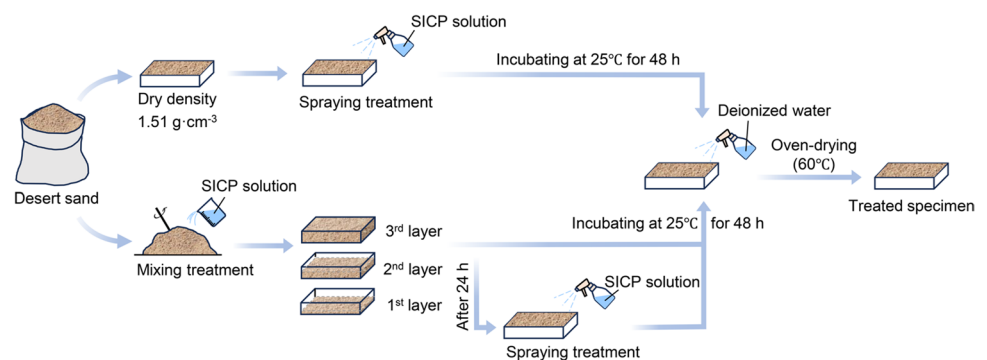 SICP solution
Incubating at 25℃ for 48 h
Dry density
1.51 g·cm⁻³
Spraying treatment
Deionized water
Oven-drying
(60℃)
Desert sand
SICP solution
Treated specimen
3ʳᵈ layer
Incubating at 25℃ for 48 h
Mixing treatment
2ⁿᵈ layer
1ˢᵗ layer
After 24 h
SICP solution
Spraying treatment